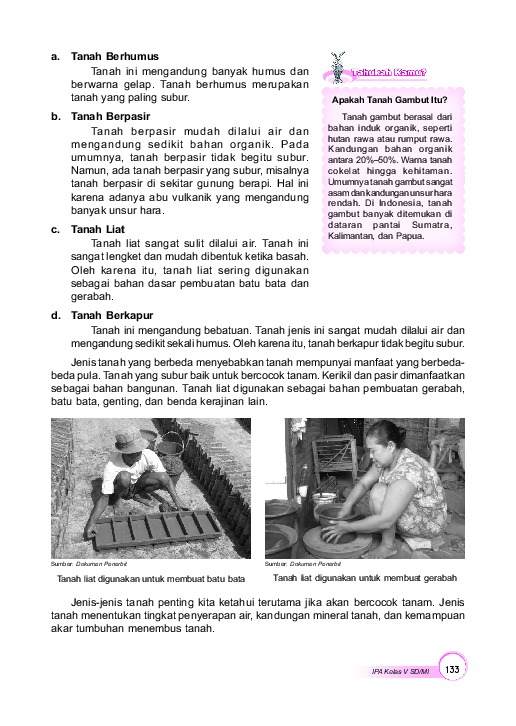 a. Tanah Berhumus
Tanah ini mengandung banyak humus dan
berwarna gelap. Tanah berhumus merupakan
tanah yang paling subur.
b. Tanah Berpasir
Tanah berpasir mudah dilalui air dan
mengandung sedikit bahan organik. Pada
umumnya, tanah berpasir tidak begitu subur.
Namun, ada tanah berpasir yang subur, misalnya
tanah berpasir di sekitar gunung berapi. Hal ini
karena adanya abu vulkanik yang mengandung
banyak unsur hara.
c. Tanah Liat
Tanah liat sangat sulit dilalui air. Tanah ini
sangat lengket dan mudah dibentuk ketika basah.
Oleh karena itu, tanah liat sering digunakan
sebagai bahan dasar pembuatan batu bata dan
gerabah.
Tahukah Kamu?
Apakah Tanah Gambut Itu?
Tanah gambut berasal dari
bahan induk organik, seperti
hutan rawa atau rumput rawa.
Kandungan bahan organik
antara 20%–50%. Warna tanah
cokelat hingga kehitaman.
Umumnya tanah gambut sangat
asam dan kandungan unsur hara
rendah. Di Indonesia, tanah
gambut banyak ditemukan di
dataran pantai Sumatra,
Kalimantan, dan Papua.
d. Tanah Berkapur
Tanah ini mengandung bebatuan. Tanah jenis ini sangat mudah dilalui air dan
mengandung sedikit sekali humus. Oleh karena itu, tanah berkapur tidak begitu subur.
Jenis tanah yang berbeda menyebabkan tanah mempunyai manfaat yang berbeda-
beda pula. Tanah yang subur baik untuk bercocok tanam. Kerikil dan pasir dimanfaatkan
sebagai bahan bangunan. Tanah liat digunakan sebagai bahan pembuatan gerabah,
batu bata, genting, dan benda kerajinan lain.
Sumber: Dokumen Penerbit
Tanah liat digunakan untuk membuat batu bata
Sumber: Dokumen Penerbit
Tanah liat digunakan untuk membuat gerabah
Jenis-jenis tanah penting kita ketahui terutama jika akan bercocok tanam. Jenis
tanah menentukan tingkat penyerapan air, kandungan mineral tanah, dan kemampuan
akar tumbuhan menembus tanah.
IPA Kelas V SD/MI 133